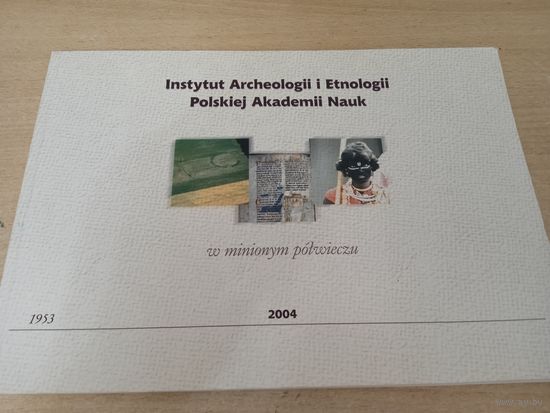 Instytut Archeologii i Etnologii
Polskiej Akademii Nauk
w minionym półwieczu
1953
2004